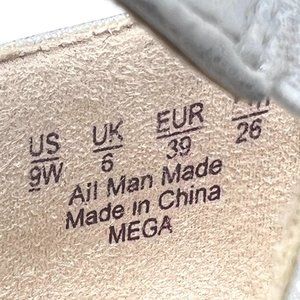 US UK EUR
9W 6 39 26
All Man Made
Made in China
MEGA